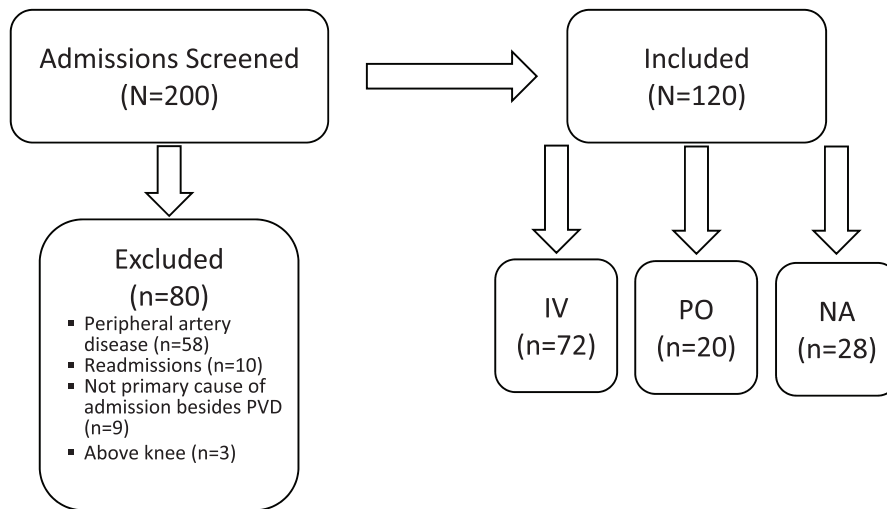 Admissions Screened
(N=200)
Included
(N=120)
Excluded
(n=80)
▪ Peripheral artery
disease (n=58)
▪ Readmissions (n=10)
▪ Not primary cause of
admission besides PVD
(n=9)
▪ Above knee (n=3)
IV
(n=72)
PO
(n=20)
NA
(n=28)